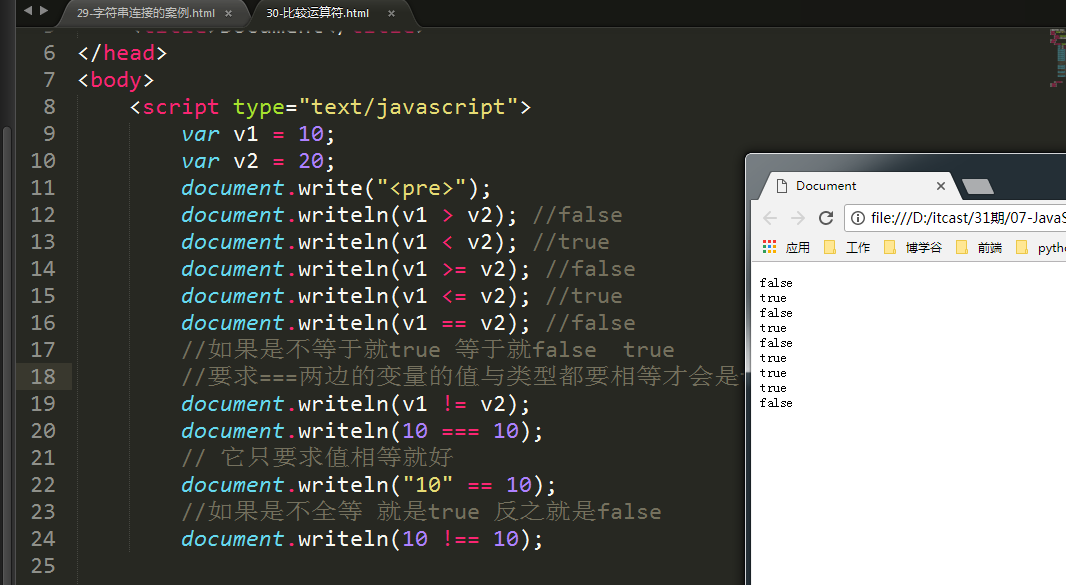 29-字符串连接的案例.html × 30-比较运算符.html ×
6 </head>
7 <body>
8 <script type="text/javascript">
9 var v1 = 10;
10 var v2 = 20;
11 document.write("<pre>");
12 document.writeln(v1 > v2); //false
13 document.writeln(v1 < v2); //true
14 document.writeln(v1 >= v2); //false
15 document.writeln(v1 <= v2); //true
16 document.writeln(v1 == v2); //false
17 //如果是不等于就true 等于就false  true
18 //要求===两边的变量的值与类型都要相等才会是
19 document.writeln(v1 != v2);
20 document.writeln(10 === 10);
21 // 它只要求值相等就好
22 document.writeln("10" == 10);
23 //如果是不全等 就是true 反之就是false
24 document.writeln(10 !== 10);
25
Document ×
file:///D:/itcast/31期/07-JavaS
应用 工作 博学谷 前端 pytho
false
true
false
true
false
true
true
true
false